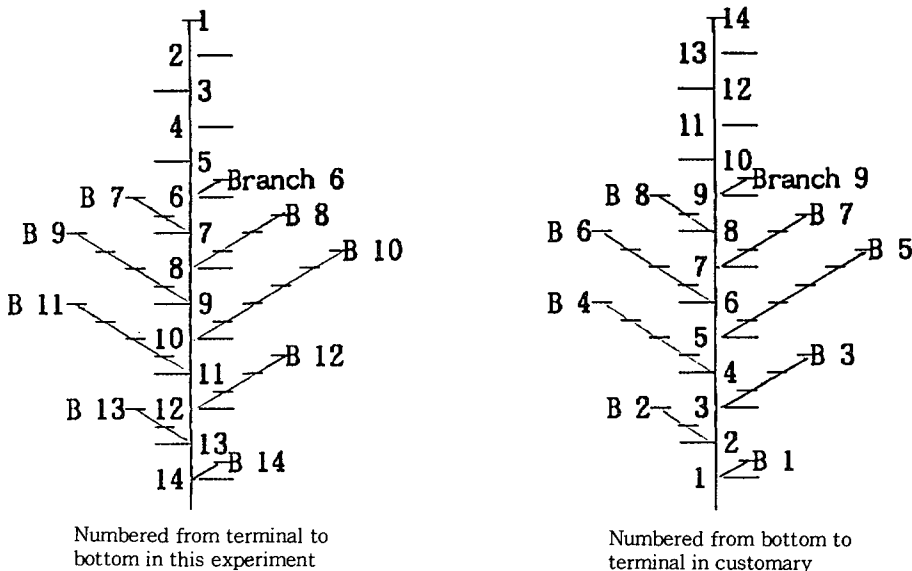 1
2
3
4
5
Branch 6
6
B 7
B 8
7
B 9
B 10
8
9
B 11
10
B 12
11
B 13
12
13
B 14
14
Numbered from terminal to
bottom in this experiment
14
13
12
11
10
Branch 9
B 8
9
B 7
B 6
8
B 5
7
6
B 4
5
B 3
4
B 2
3
2
B 1
1
Numbered from bottom to
terminal in customary